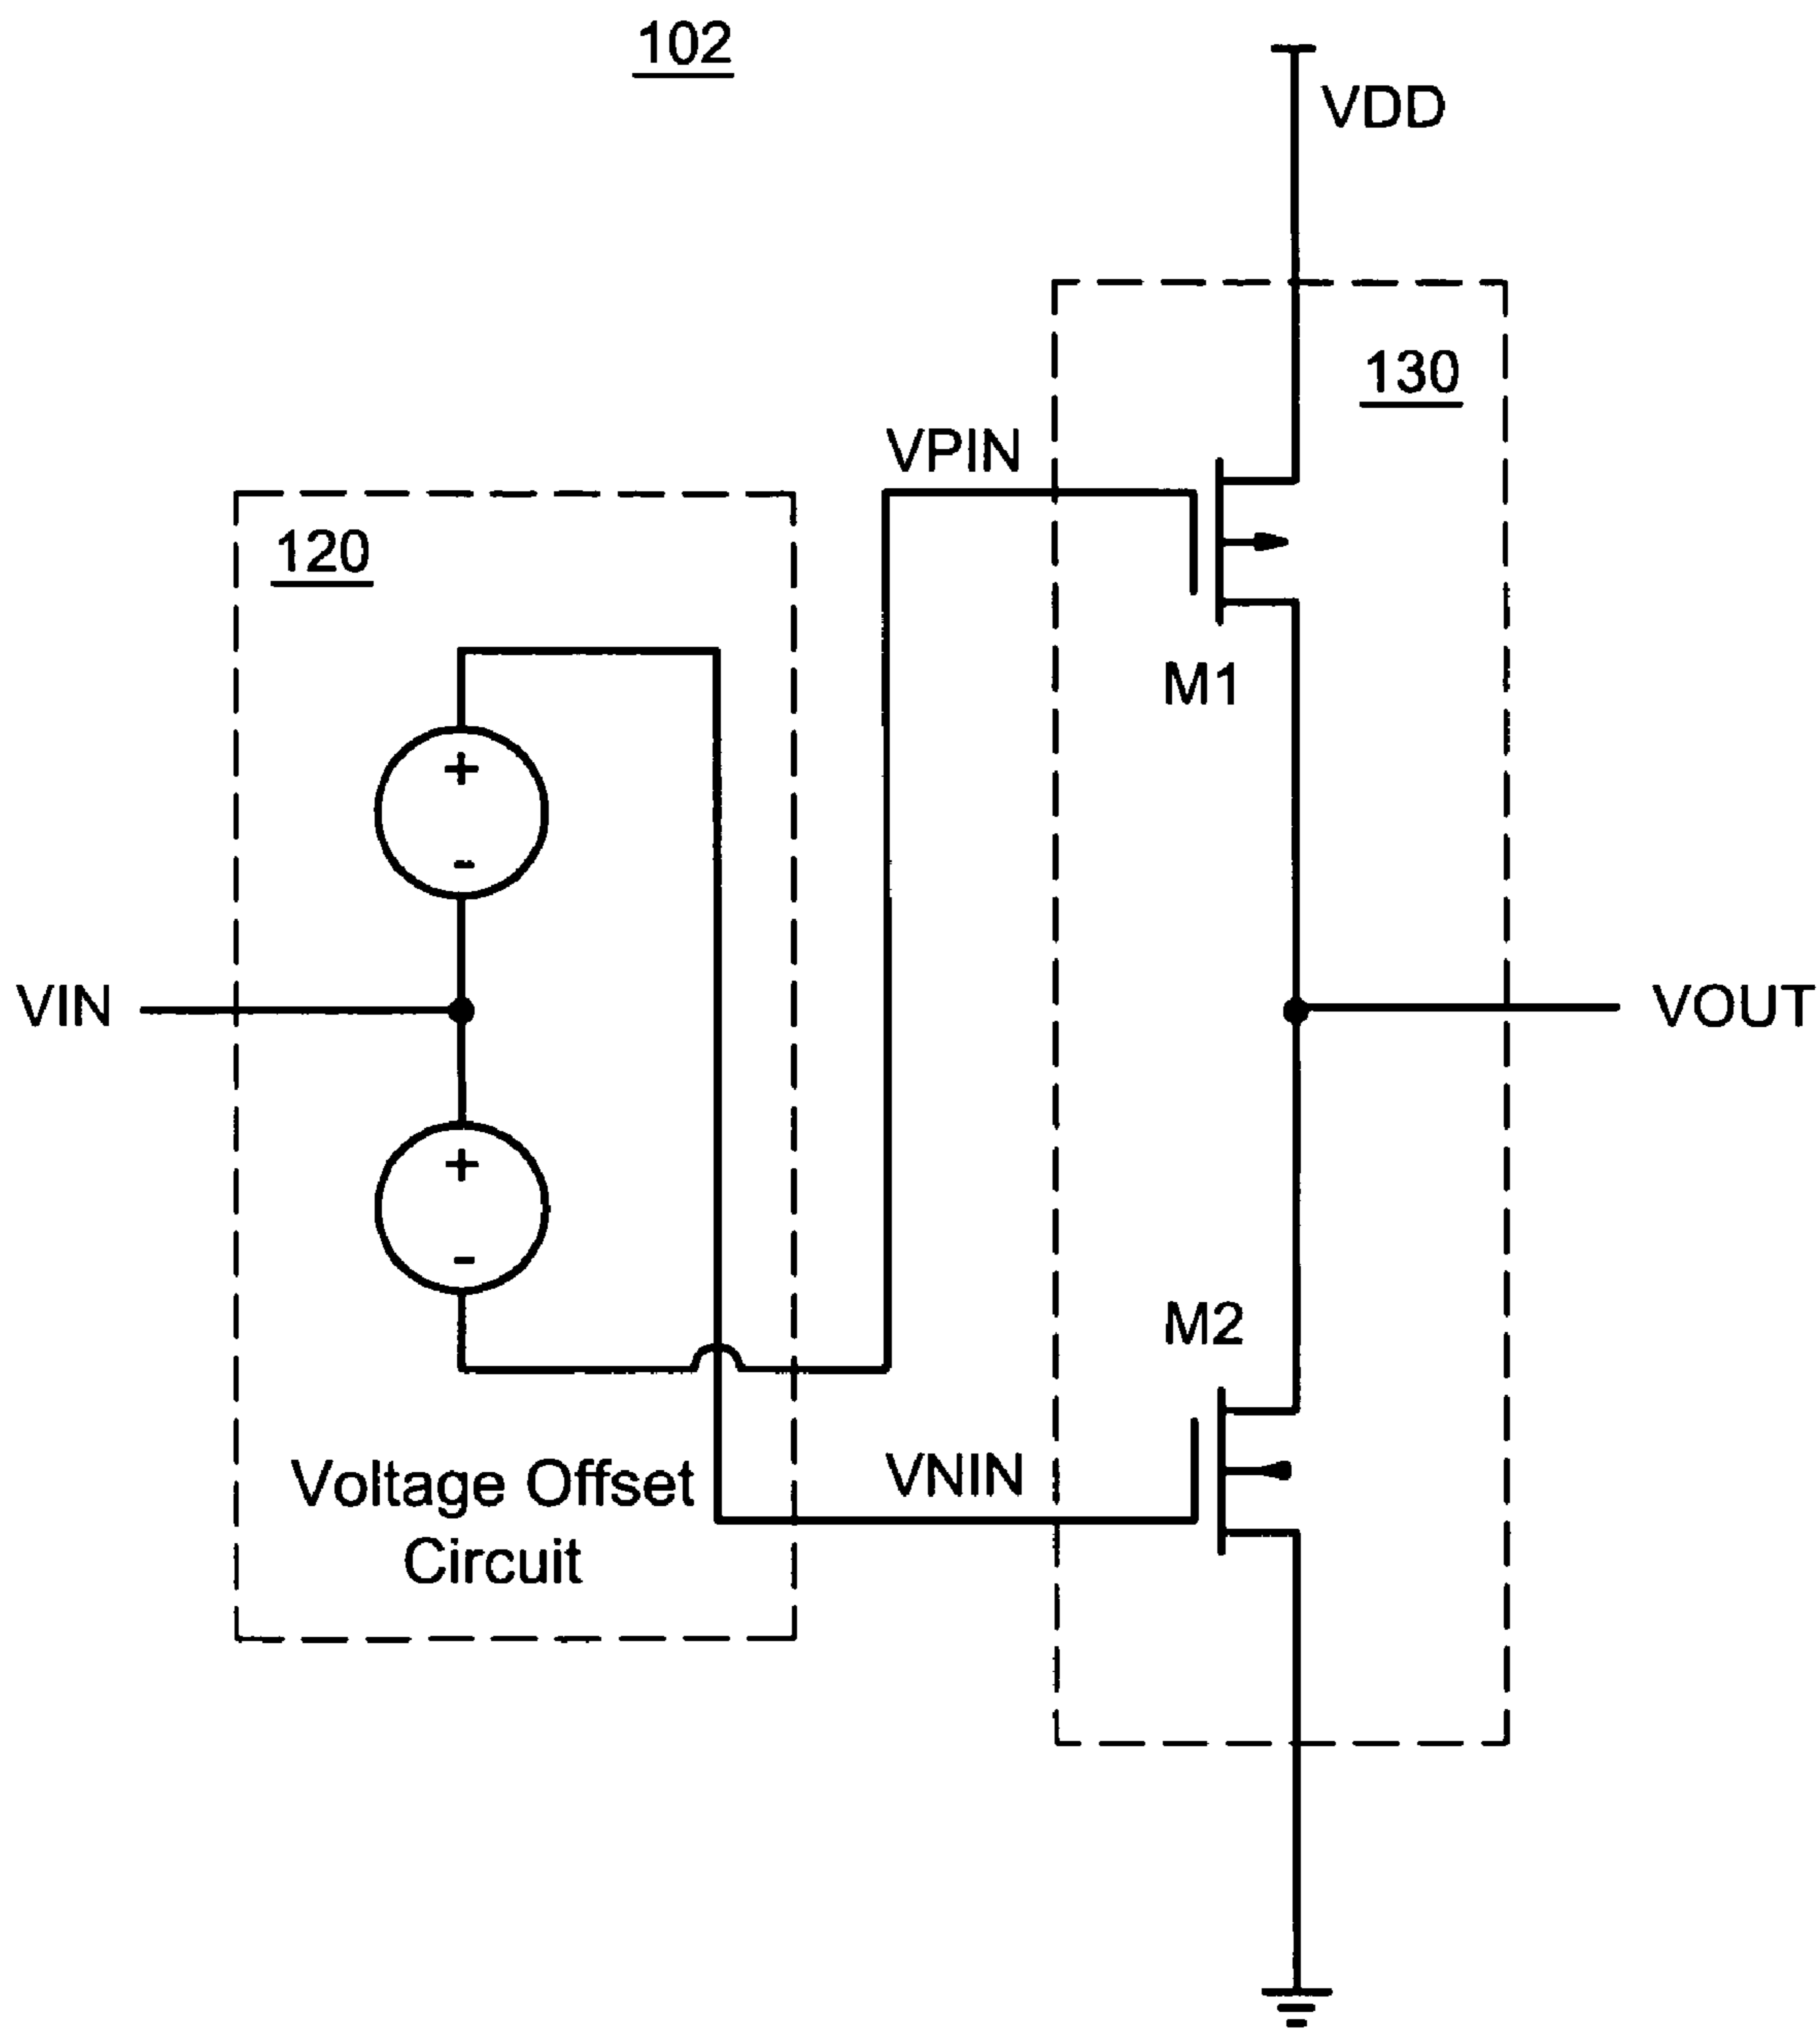 102
VDD
130
VPIN
120
+
M1
-
VIN
VOUT
+
-
M2
VNIN
Voltage Offset
Circuit